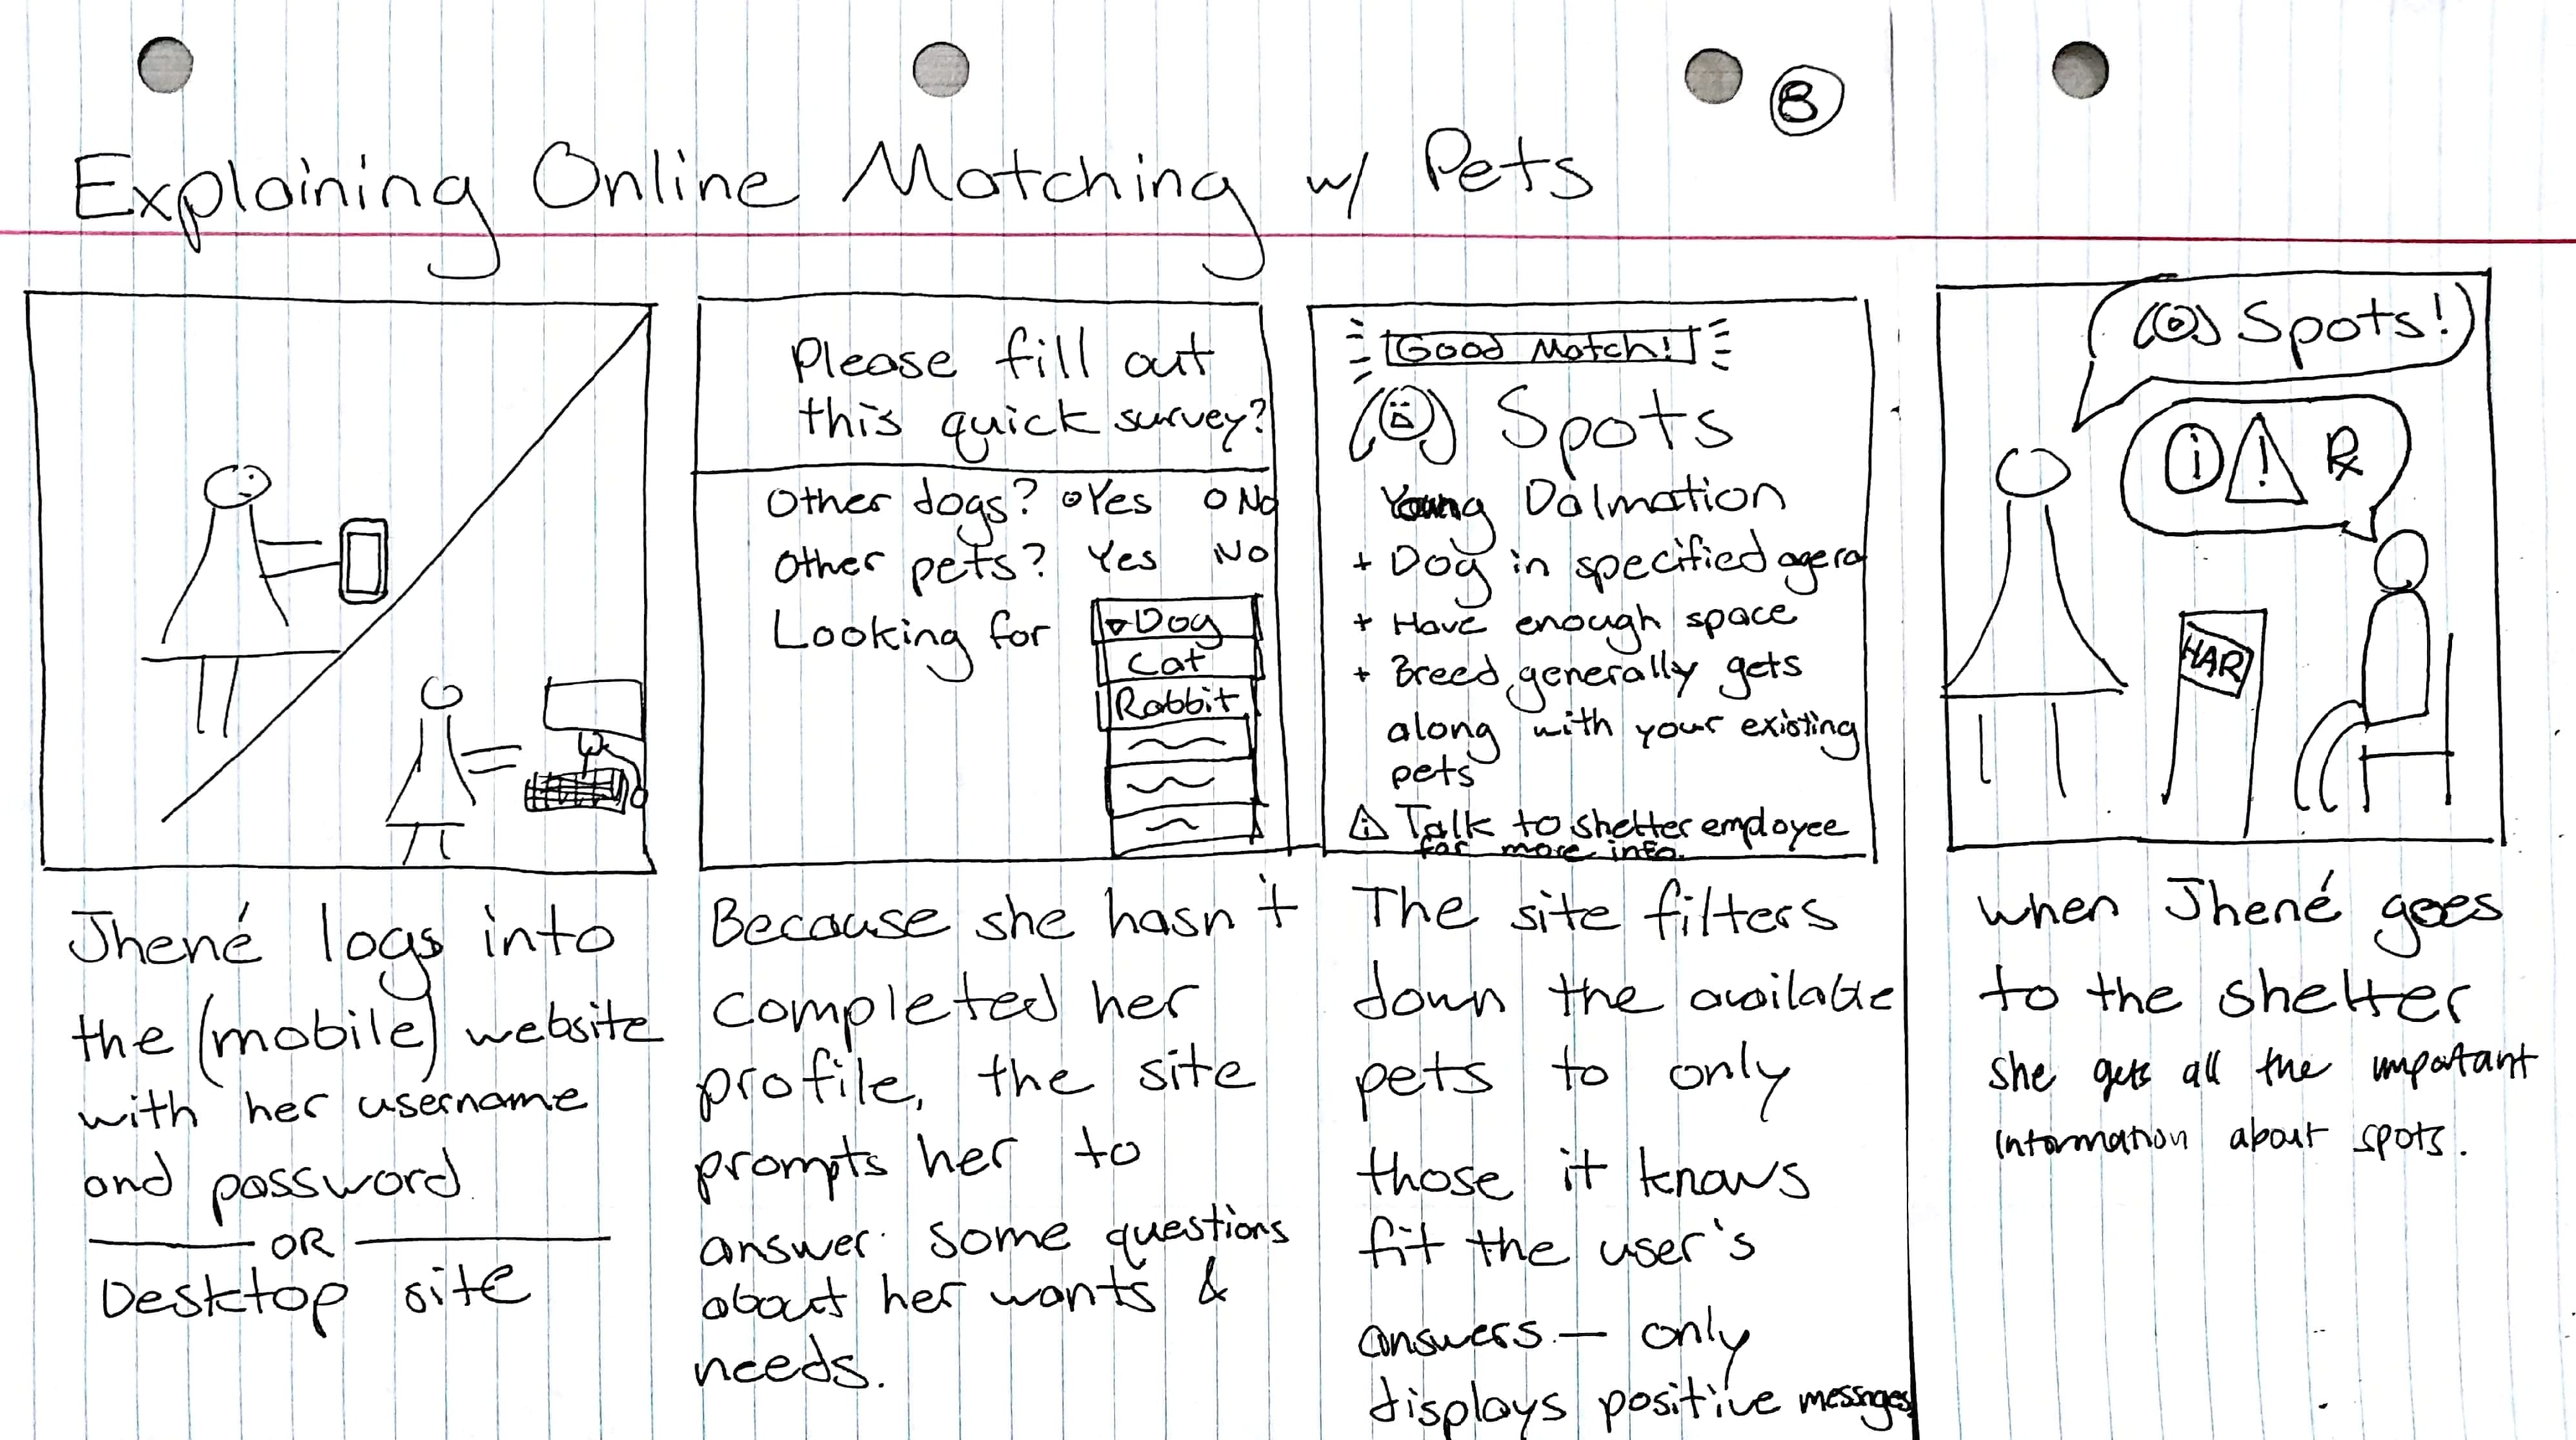 B
Explaining Online Matching w/ Pets
Please fill out
this quick survey?
Other dogs? Yes No
Other pets? Yes No
Looking for
Dog
Cat
Rabbit
Good Match!
Spots
Young Dalmation
+ Dog in specified
+ Have enough space
+ Breed generally gets
along with your existing
pets
Talk to shelter employee
for more info.
Spots!
i ! ℞
HAR
Jhené logs into
the (mobile) website
with her username
and password
OR
Desktop site
Because she hasn't
completed her
profile, the site
prompts her to
answer some questions
about her wants &
needs.
The site filters
down the available
pets to only
those it knows
fit the user's
answers — only
displays positive messages
when Jhené goes
to the shelter
she gets all the important
information about spots.